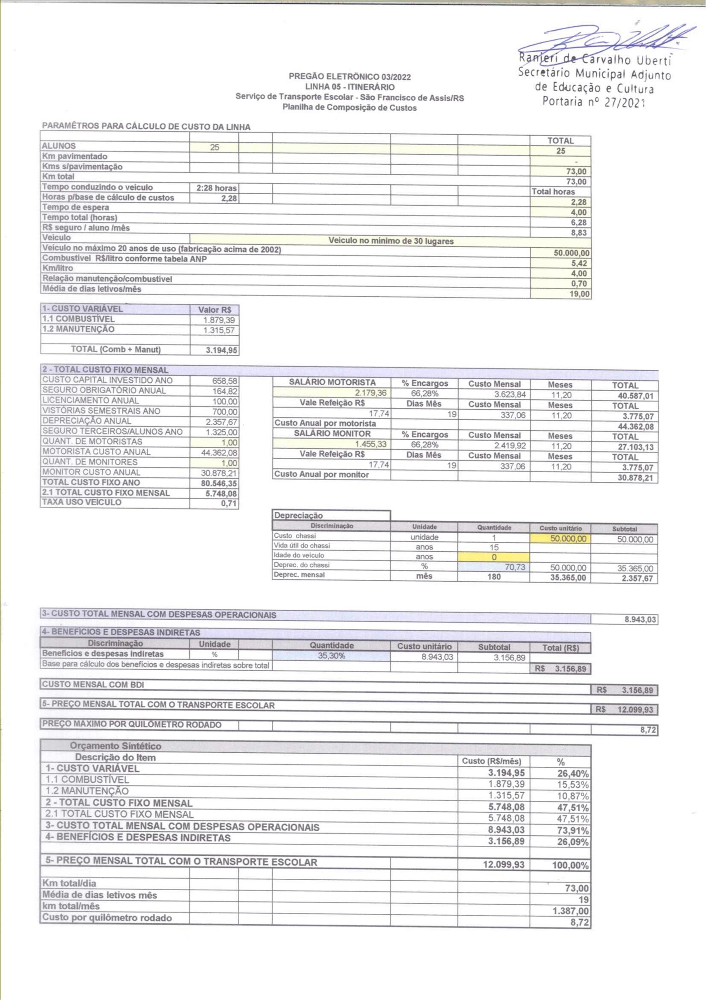 Ranieri de Carvalho Uberti
Secretário Municipal Adjunto
de Educação e Cultura
Portaria nº 27/2021
PREGÃO ELETRÔNICO 03/2022
LINHA 05 - ITINERÁRIO
Serviço de Transporte Escolar - São Francisco de Assis/RS
Planilha de Composição de Custos
PARAMÊTROS PARA CÁLCULO DE CUSTO DA LINHA
TOTAL
ALUNOS 25 25
Km pavimentado -
Kms s/pavimentação 73,00
Km total 73,00
Tempo conduzindo o veículo 2:28 horas Total horas
Horas p/base de cálculo de custos 2,28 2,28
Tempo de espera 4,00
Tempo total (horas) 6,28
R$ seguro / aluno /mês 8,83
Veículo Veículo no mínimo de 30 lugares
Veículo no máximo 20 anos de uso (fabricação acima de 2002) 50.000,00
Combustível R$/litro conforme tabela ANP 5,42
Km/litro 4,00
Relação manutenção/combustível 0,70
Média de dias letivos/mês 19,00
1- CUSTO VARIÁVEL Valor R$
1.1 COMBUSTÍVEL 1.879,39
1.2 MANUTENÇÃO 1.315,57
TOTAL (Comb + Manut) 3.194,95
2 - TOTAL CUSTO FIXO MENSAL
CUSTO CAPITAL INVESTIDO ANO 658,58
SEGURO OBRIGATÓRIO ANUAL 164,82
LICENCIAMENTO ANUAL 100,00
VISTÓRIAS SEMESTRAIS ANO 700,00
DEPRECIAÇÃO ANUAL 2.357,67
SEGURO TERCEIROS/ALUNOS ANO 1.325,00
QUANT. DE MOTORISTAS 1,00
MOTORISTA CUSTO ANUAL 44.362,08
QUANT. DE MONITORES 1,00
MONITOR CUSTO ANUAL 30.878,21
TOTAL CUSTO FIXO ANO 80.546,35
2.1 TOTAL CUSTO FIXO MENSAL 5.748,08
TAXA USO VEÍCULO 0,71
SALÁRIO MOTORISTA % Encargos Custo Mensal Meses TOTAL
2.179,36 66,28% 3.623,84 11,20 40.587,01
Vale Refeição R$ Dias Mês Custo Mensal Meses TOTAL
17,74 19 337,06 11,20 3.775,07
Custo Anual por motorista 44.362,08
SALÁRIO MONITOR % Encargos Custo Mensal Meses TOTAL
1.455,33 66,28% 2.419,92 11,20 27.103,13
Vale Refeição R$ Dias Mês Custo Mensal Meses TOTAL
17,74 19 337,06 11,20 3.775,07
Custo Anual por monitor 30.878,21
Depreciação
Discriminação Unidade Quantidade Custo unitário Subtotal
Custo chassi unidade 1 50.000,00 50.000,00
Vida útil do chassi anos 15
Idade do veículo anos 0
Deprec. do chassi % 70,73 50.000,00 35.365,00
Deprec. mensal mês 180 35.365,00 2.357,67
3- CUSTO TOTAL MENSAL COM DESPESAS OPERACIONAIS 8.943,03
4- BENEFÍCIOS E DESPESAS INDIRETAS
Discriminação Unidade Quantidade Custo unitário Subtotal Total (R$)
Benefícios e despesas indiretas % 35,30% 8.943,03 3.156,89
Base para cálculo dos benefícios e despesas indiretas sobre total R$ 3.156,89
CUSTO MENSAL COM BDI R$ 3.156,89
5- PREÇO MENSAL TOTAL COM O TRANSPORTE ESCOLAR R$ 12.099,93
PREÇO MÁXIMO POR QUILÔMETRO RODADO 8,72
Orçamento Sintético
Descrição do Item Custo (R$/mês) %
1- CUSTO VARIÁVEL 3.194,95 26,40%
1.1 COMBUSTÍVEL 1.879,39 15,53%
1.2 MANUTENÇÃO 1.315,57 10,87%
2 - TOTAL CUSTO FIXO MENSAL 5.748,08 47,51%
2.1 TOTAL CUSTO FIXO MENSAL 5.748,08 47,51%
3- CUSTO TOTAL MENSAL COM DESPESAS OPERACIONAIS 8.943,03 73,91%
4- BENEFÍCIOS E DESPESAS INDIRETAS 3.156,89 26,09%
5- PREÇO MENSAL TOTAL COM O TRANSPORTE ESCOLAR 12.099,93 100,00%
Km total/dia 73,00
Média de dias letivos mês 19
km total/mês 1.387,00
Custo por quilômetro rodado 8,72